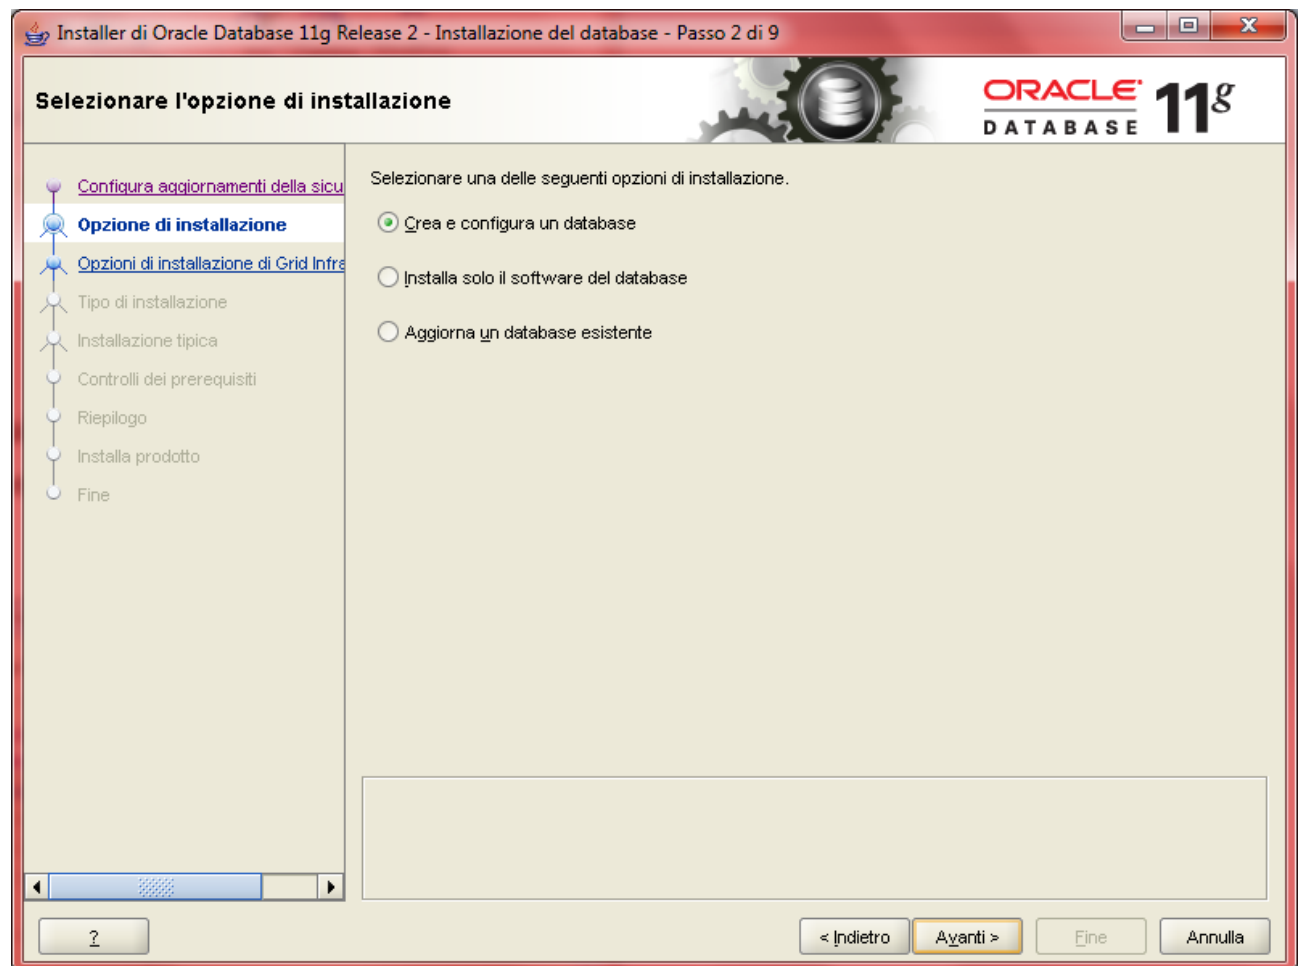 Installer di Oracle Database 11g Release 2 - Installazione del database - Passo 2 di 9
Selezionare l'opzione di installazione
ORACLE
DATABASE
11g
Configura aggiornamenti della sicu
Opzione di installazione
Opzioni di installazione di Grid Infra
Tipo di installazione
Installazione tipica
Controlli dei prerequisiti
Riepilogo
Installa prodotto
Fine
Selezionare una delle seguenti opzioni di installazione.
Crea e configura un database
Installa solo il software del database
Aggiorna un database esistente
?
< Indietro
Avanti >
Fine
Annulla